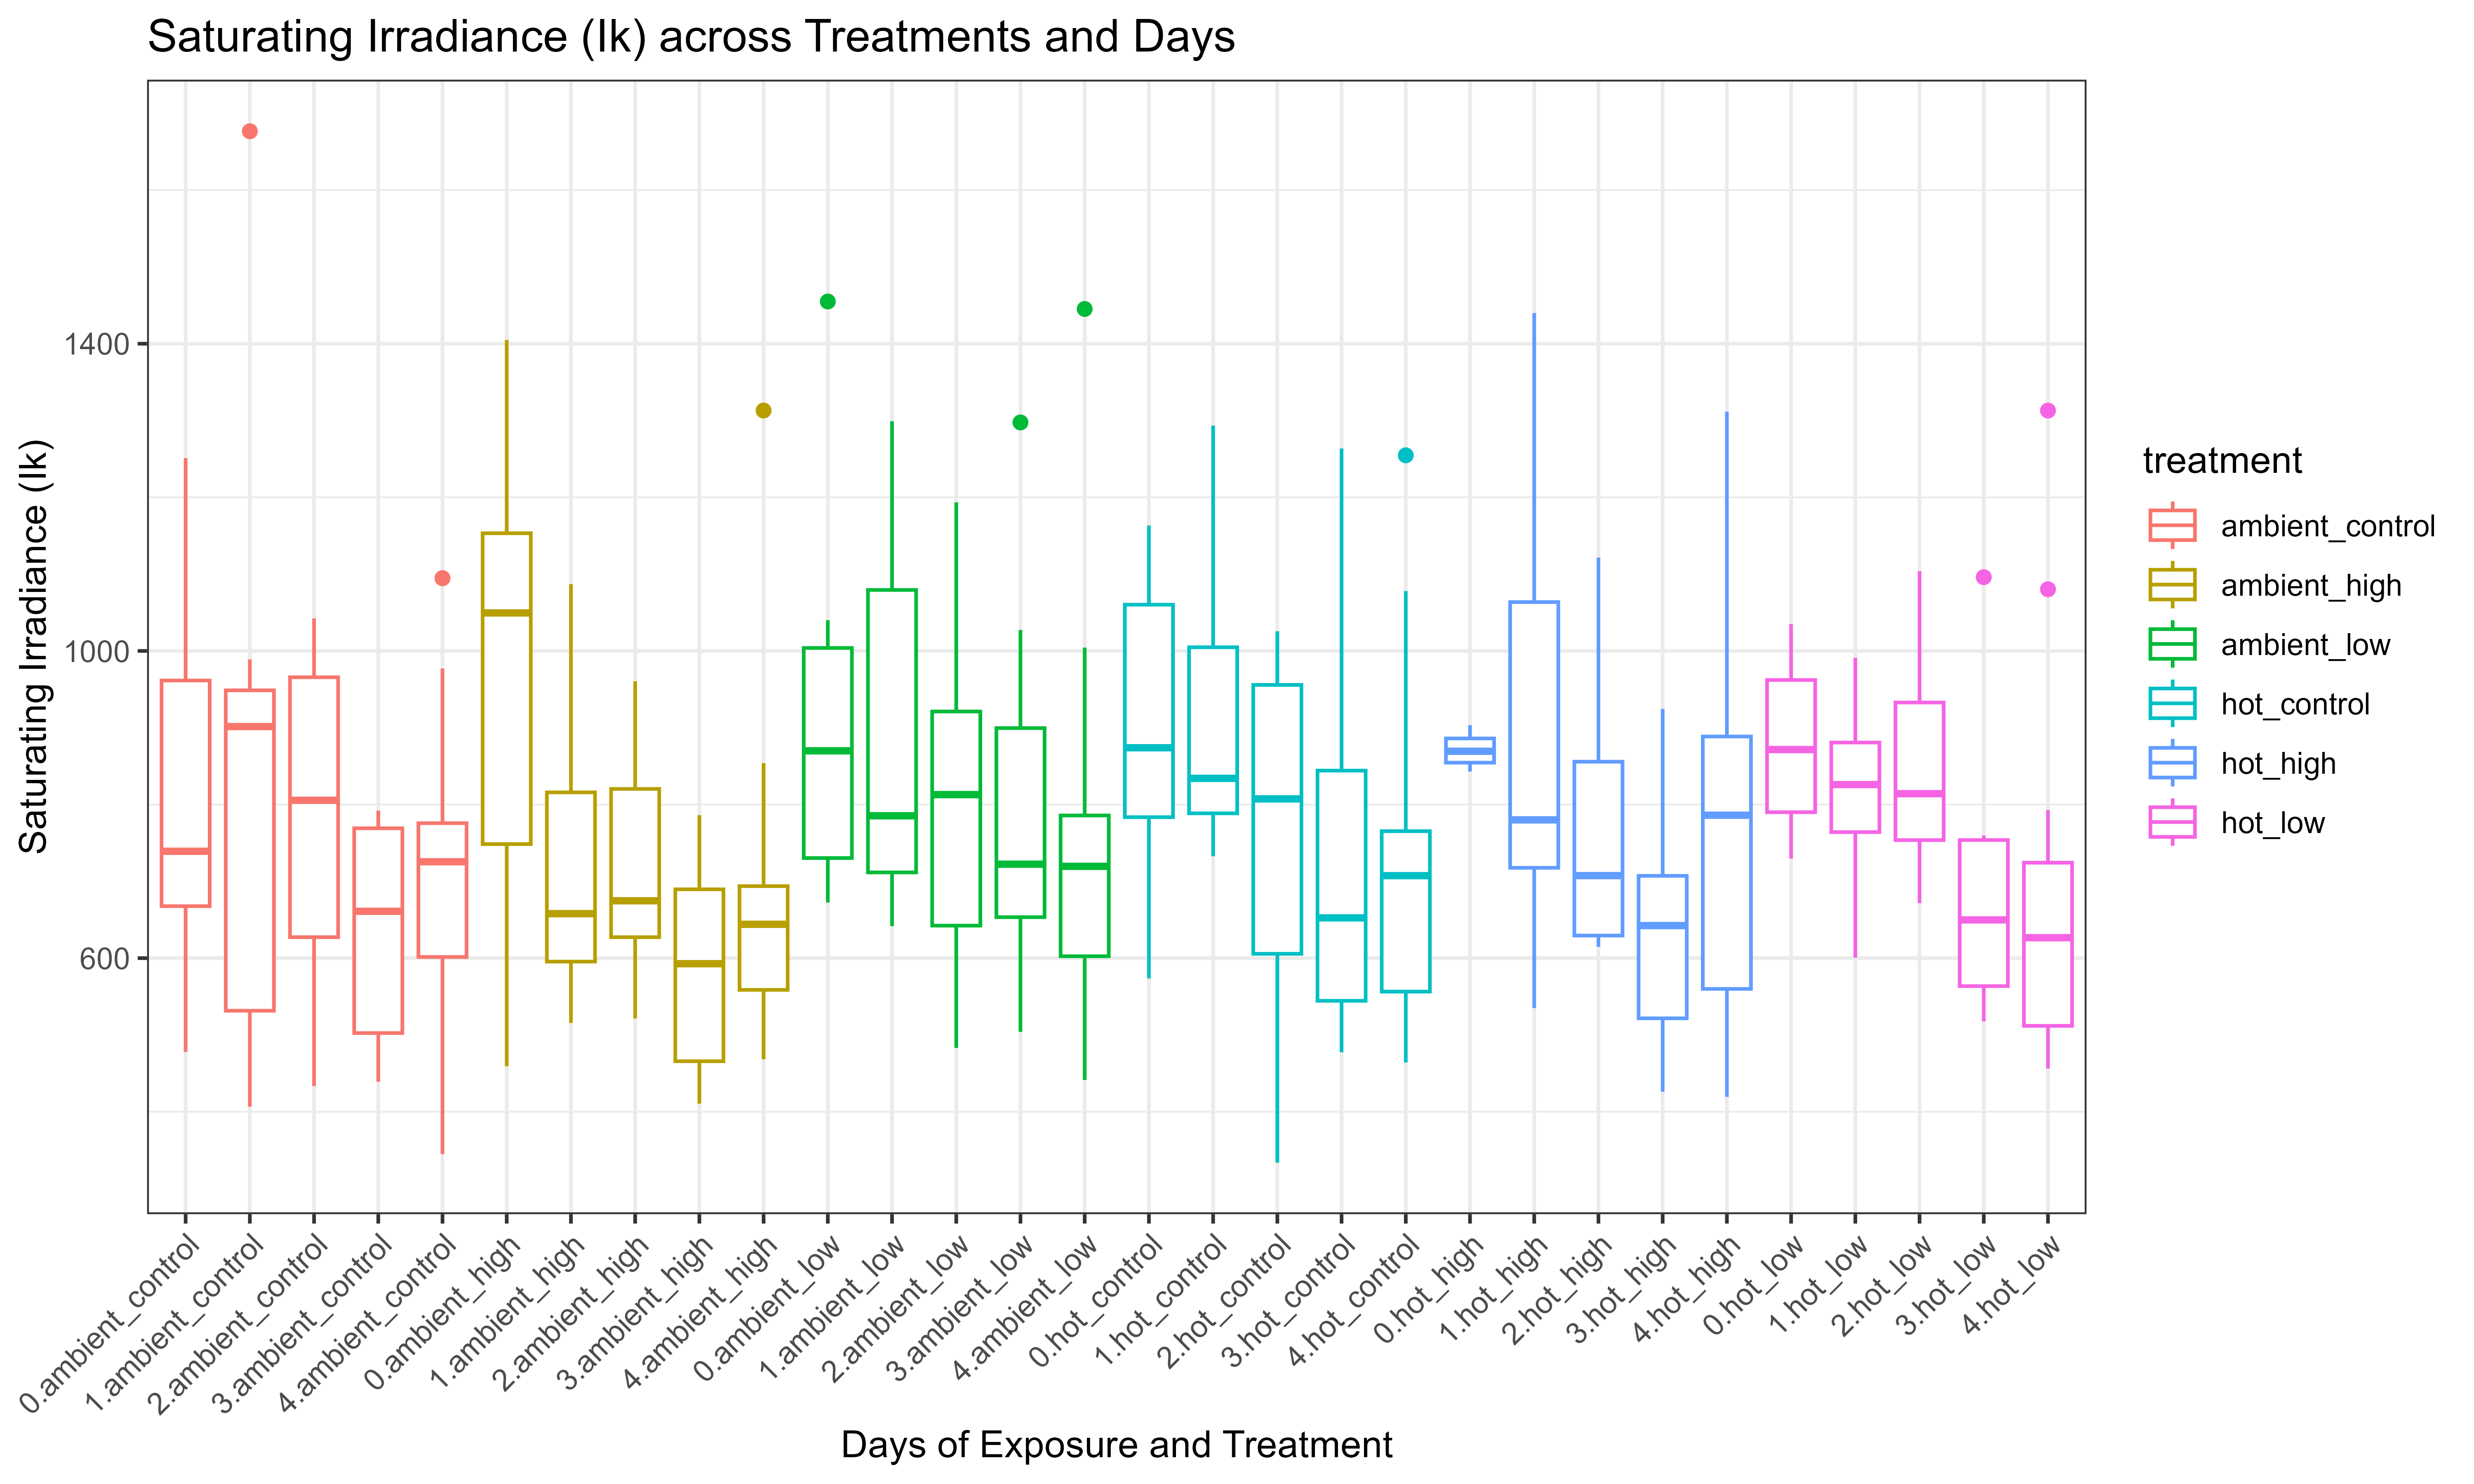 Saturating Irradiance (Ik) across Treatments and Days
Saturating Irradiance (Ik)
1400
1000
600
0.ambient_control
1.ambient_control
2.ambient_control
3.ambient_control
4.ambient_control
0.ambient_high
1.ambient_high
2.ambient_high
3.ambient_high
4.ambient_high
0.ambient_low
1.ambient_low
2.ambient_low
3.ambient_low
4.ambient_low
0.hot_control
1.hot_control
2.hot_control
3.hot_control
4.hot_control
0.hot_high
1.hot_high
2.hot_high
3.hot_high
4.hot_high
0.hot_low
1.hot_low
2.hot_low
3.hot_low
4.hot_low
Days of Exposure and Treatment
treatment
ambient_control
ambient_high
ambient_low
hot_control
hot_high
hot_low